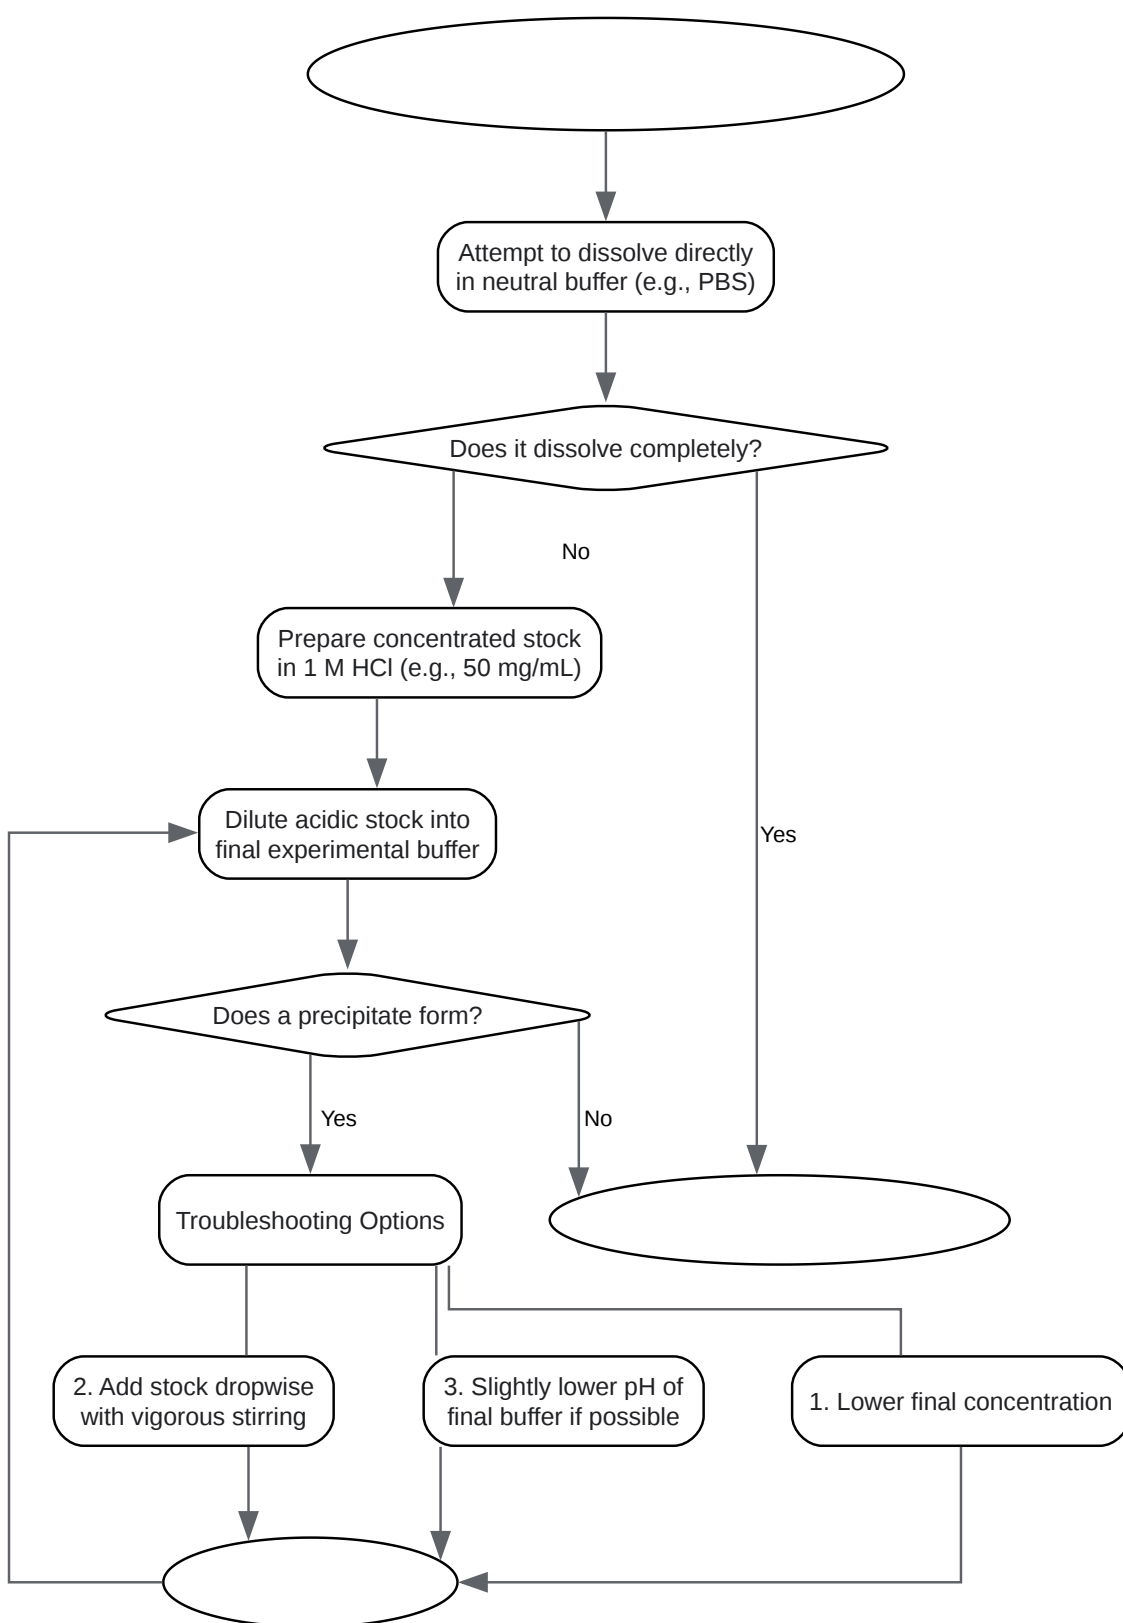 Attempt to dissolve directly
in neutral buffer (e.g., PBS)
Does it dissolve completely?
No
Prepare concentrated stock
in 1 M HCl (e.g., 50 mg/mL)
Dilute acidic stock into
final experimental buffer
Yes
Does a precipitate form?
Yes
No
Troubleshooting Options
2. Add stock dropwise
with vigorous stirring
3. Slightly lower pH of
final buffer if possible
1. Lower final concentration